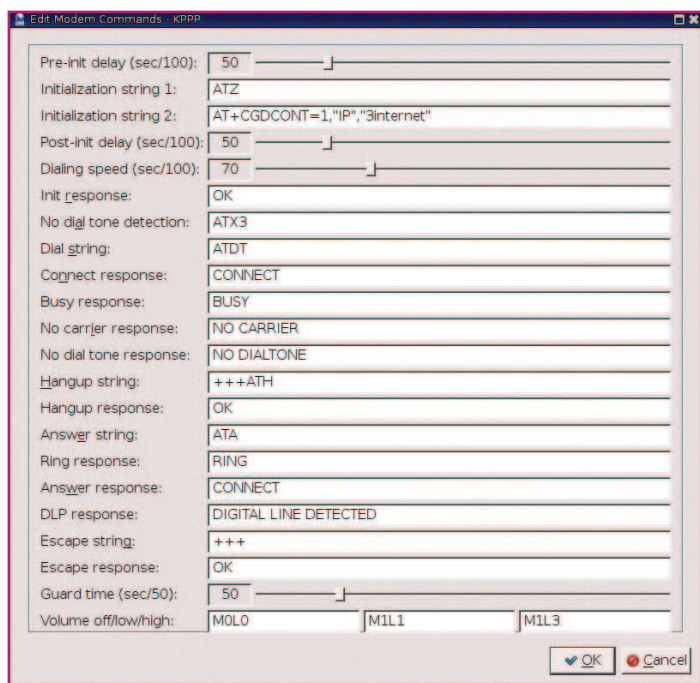 Edit Modem Commands - KPPP
Pre-init delay (sec/100): 50
Initialization string 1: ATZ
Initialization string 2: AT+CGDCONT=1,"IP","3internet"
Post-init delay (sec/100): 50
Dialing speed (sec/100): 70
Init response: OK
No dial tone detection: ATX3
Dial string: ATDT
Connect response: CONNECT
Busy response: BUSY
No carrier response: NO CARRIER
No dial tone response: NO DIALTONE
Hangup string: +++ATH
Hangup response: OK
Answer string: ATA
Ring response: RING
Answer response: CONNECT
DLP response: DIGITAL LINE DETECTED
Escape string: +++
Escape response: OK
Guard time (sec/50): 50
Volume off/low/high: M0L0 M1L1 M1L3
OK Cancel